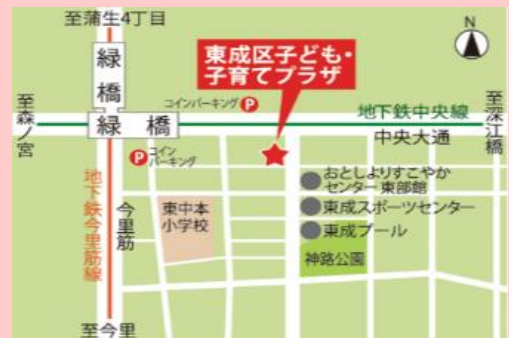 至蒲生4丁目
N
緑橋
東成区子ども・
子育てプラザ
コインパーキング P
至森ノ宮
緑橋
地下鉄中央線
至深江橋
中央大通
P コイン
パーキング
おとしよりすこやか
センター東部館
地下鉄今里筋線
今里筋
東中本
小学校
東成スポーツセンター
東成プール
神路公園
至今里